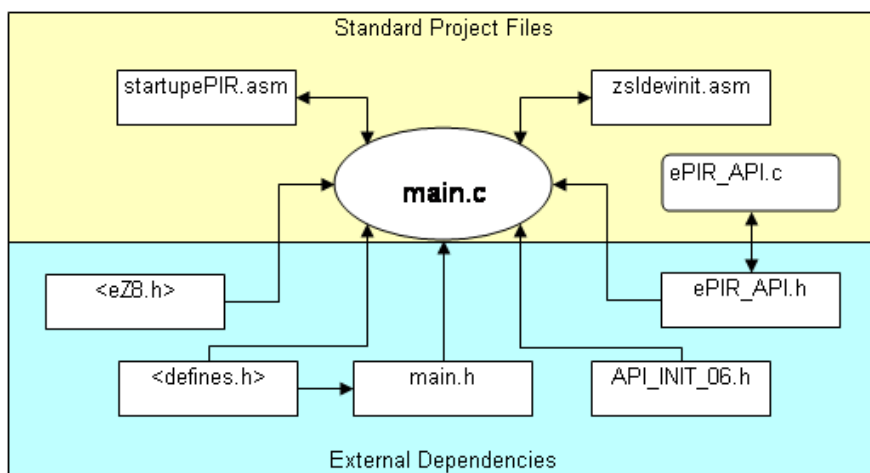 Standard Project Files
startupePIR.asm
zsldevinit.asm
main.c
ePIR_API.c
<eZ8.h>
ePIR_API.h
<defines.h>
main.h
API_INIT_06.h
External Dependencies